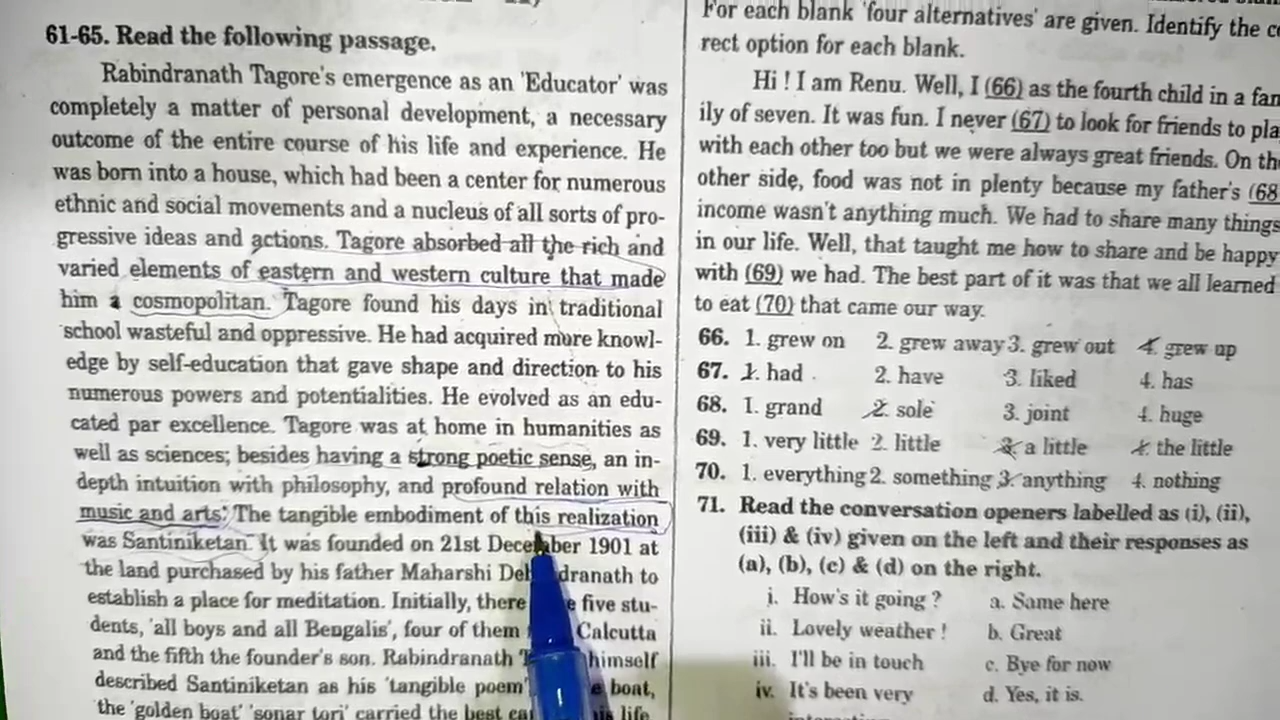 61-65. Read the following passage.
Rabindranath Tagore's emergence as an 'Educator' was
completely a matter of personal development, a necessary
outcome of the entire course of his life and experience. He
was born into a house, which had been a center for numerous
ethnic and social movements and a nucleus of all sorts of pro-
gressive ideas and actions. Tagore absorbed all the rich and
varied elements of eastern and western culture that made
him a cosmopolitan. Tagore found his days in traditional
school wasteful and oppressive. He had acquired more knowl-
edge by self-education that gave shape and direction to his
numerous powers and potentialities. He evolved as an edu-
cated par excellence. Tagore was at home in humanities as
well as sciences; besides having a strong poetic sense, an in-
depth intuition with philosophy, and profound relation with
music and arts. The tangible embodiment of this realization
was Santiniketan. It was founded on 21st December 1901 at
the land purchased by his father Maharshi De dranath to
establish a place for meditation. Initially, there five stu-
dents, 'all boys and all Bengalis', four of them Calcutta
and the fifth the founder's son. Rabindranath himself
described Santiniketan as his 'tangible poem' boat,
the 'golden boat' 'sonar tori' carried the best life
For each blank 'four alternatives' are given. Identify the
rect option for each blank.
Hi ! I am Renu. Well, I (66) as the fourth child in a fam
ily of seven. It was fun. I never (67) to look for friends to pla
with each other too but we were always great friends. On th
other side, food was not in plenty because my father's (68
income wasn't anything much. We had to share many things
in our life. Well, that taught me how to share and be happy
with (69) we had. The best part of it was that we all learned
to eat (70) that came our way.
66. 1. grew on 2. grew away 3. grew out 4. grew up
67. 1. had 2. have 3. liked 4. has
68. 1. grand 2. sole 3. joint 4. huge
69. 1. very little 2. little 3. a little 4. the little
70. 1. everything 2. something 3. anything 4. nothing
71. Read the conversation openers labelled as (i), (ii),
(iii) & (iv) given on the left and their responses as
(a), (b), (c) & (d) on the right.
i. How's it going ? a. Same here
ii. Lovely weather ! b. Great
iii. I'll be in touch c. Bye for now
iv. It's been very d. Yes, it is.